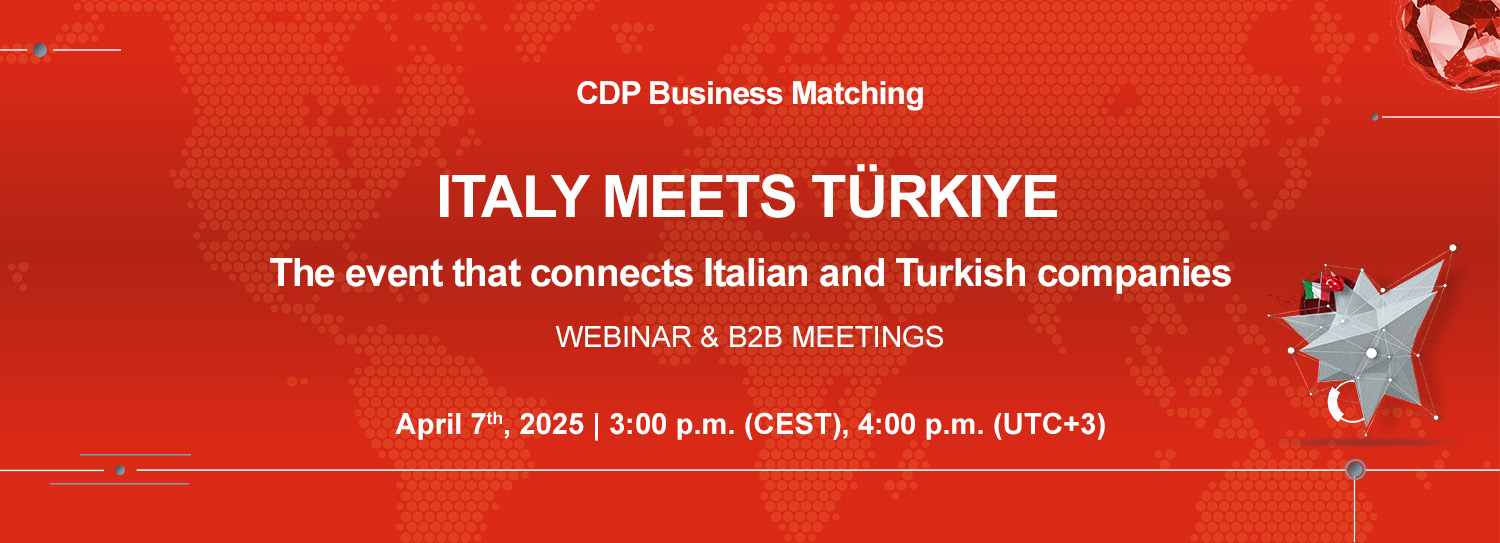 CDP Business Matching
ITALY MEETS TÜRKIYE
The event that connects Italian and Turkish companies
WEBINAR & B2B MEETINGS
April 7th, 2025 | 3:00 p.m. (CEST), 4:00 p.m. (UTC+3)